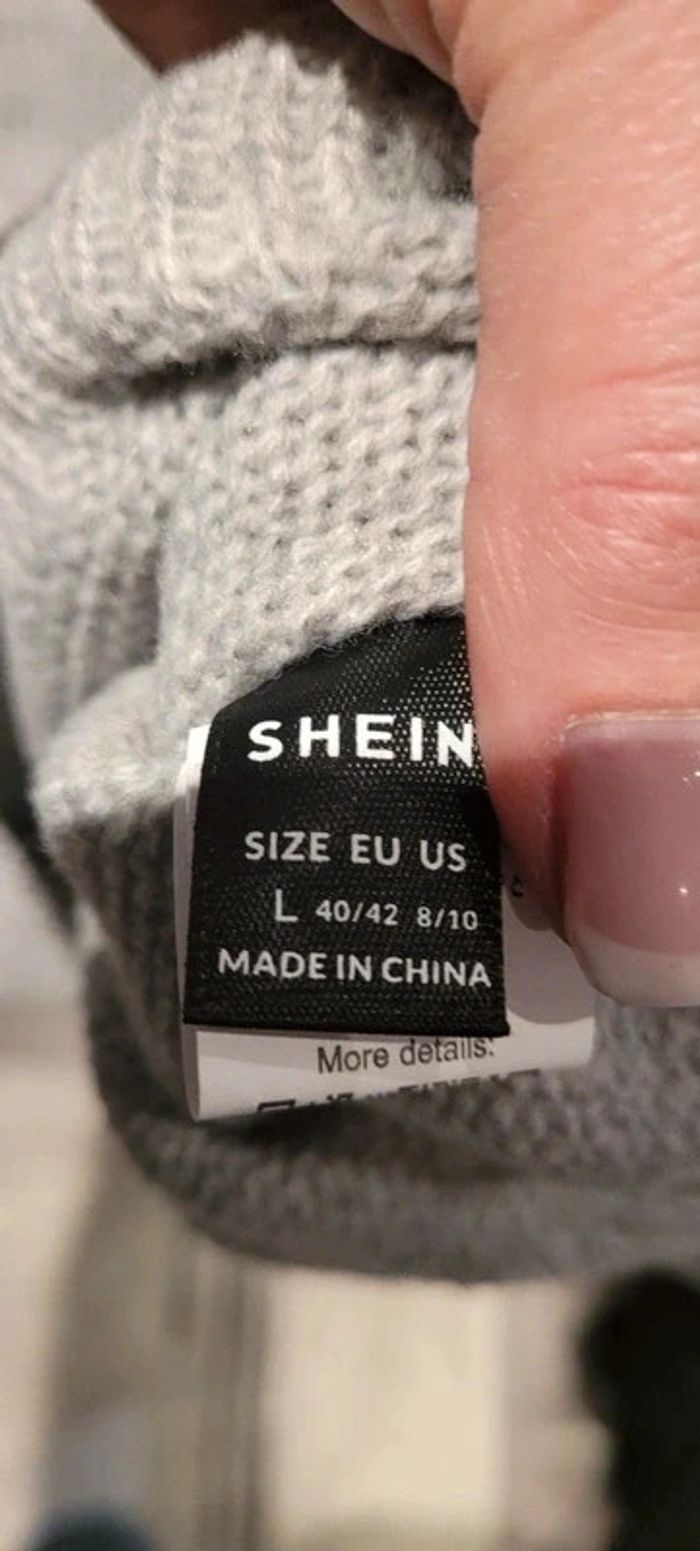 SHEIN
SIZE EU US
L 40/42 8/10
MADE IN CHINA
More details: